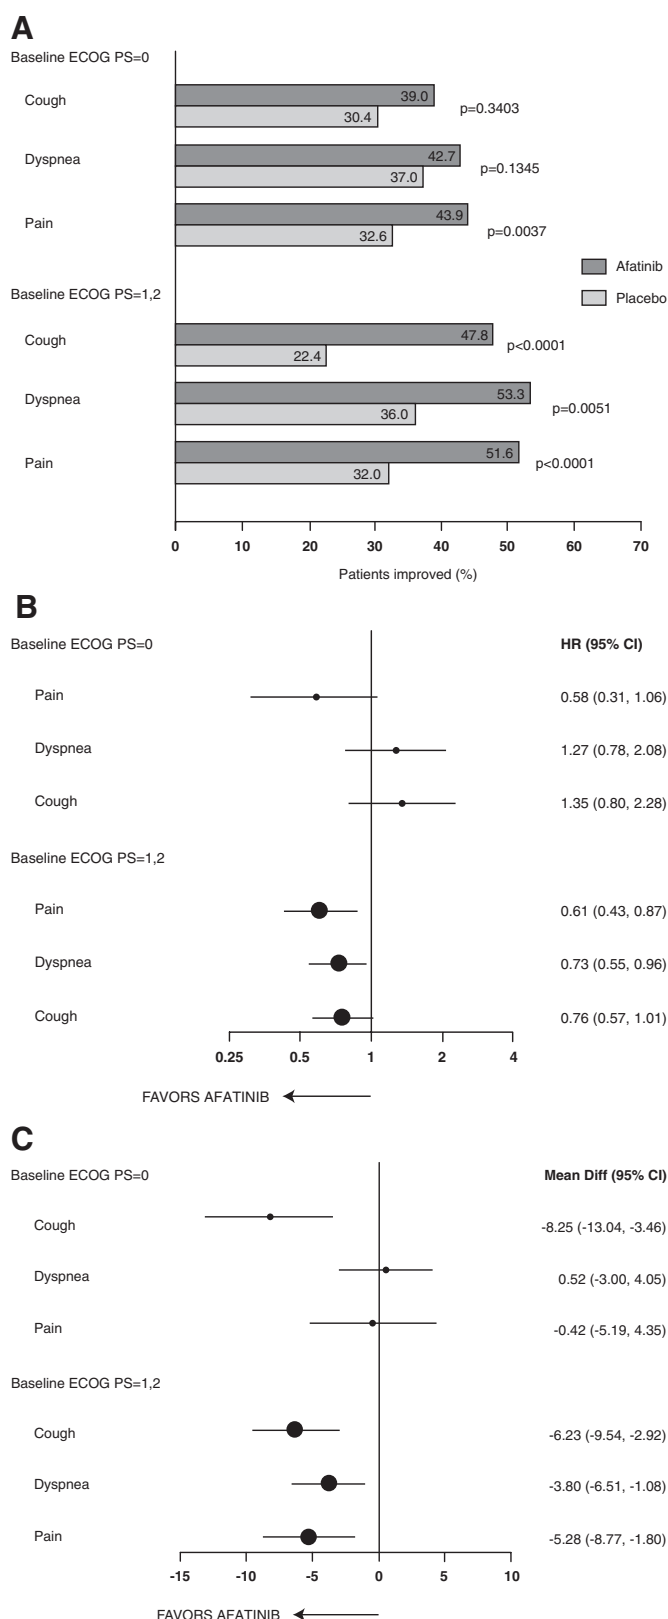 A
Baseline ECOG PS=0
Cough
39.0
30.4
p=0.3403
Dyspnea
42.7
37.0
p=0.1345
Pain
43.9
32.6
p=0.0037
Afatinib
Placebo
Baseline ECOG PS=1,2
Cough
47.8
22.4
p<0.0001
Dyspnea
53.3
36.0
p=0.0051
Pain
51.6
32.0
p<0.0001
0 10 20 30 40 50 60 70
Patients improved (%)
B
Baseline ECOG PS=0 HR (95% CI)
Pain 0.58 (0.31, 1.06)
Dyspnea 1.27 (0.78, 2.08)
Cough 1.35 (0.80, 2.28)
Baseline ECOG PS=1,2
Pain 0.61 (0.43, 0.87)
Dyspnea 0.73 (0.55, 0.96)
Cough 0.76 (0.57, 1.01)
0.25 0.5 1 2 4
FAVORS AFATINIB
C
Baseline ECOG PS=0 Mean Diff (95% CI)
Cough -8.25 (-13.04, -3.46)
Dyspnea 0.52 (-3.00, 4.05)
Pain -0.42 (-5.19, 4.35)
Baseline ECOG PS=1,2
Cough -6.23 (-9.54, -2.92)
Dyspnea -3.80 (-6.51, -1.08)
Pain -5.28 (-8.77, -1.80)
-15 -10 -5 0 5 10
FAVORS AFATINIB